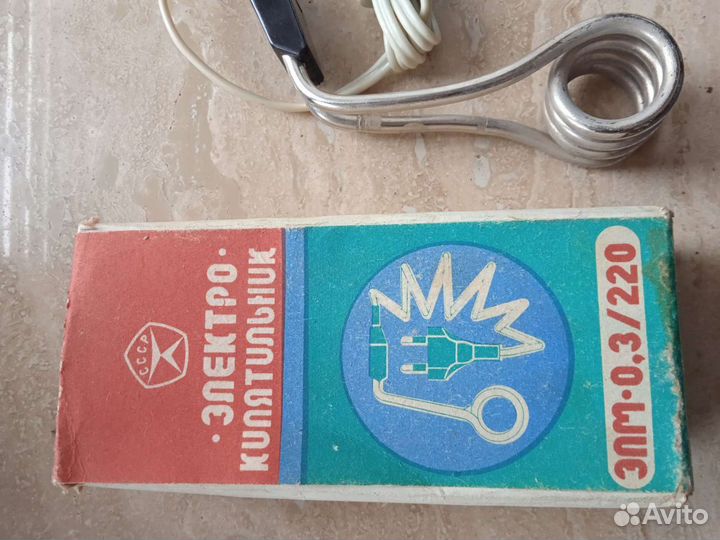 СССР
·ЭЛЕКТРО·
КИПЯТИЛЬНИК
ЭПМ·0,3/220
Avito